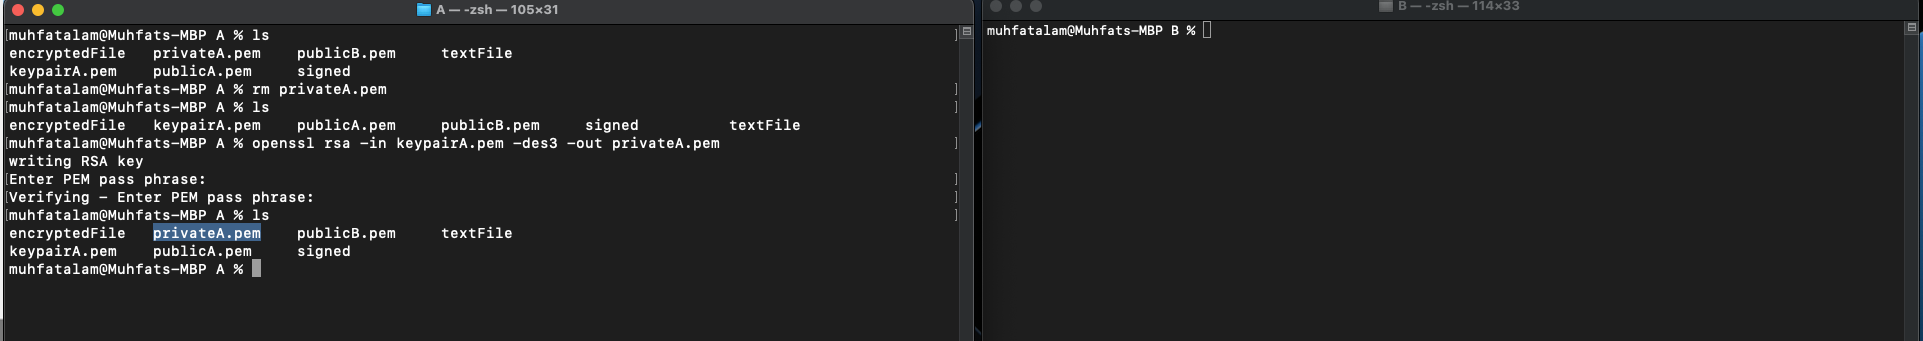 A — -zsh — 105×31
[muhfatalam@Muhfats-MBP A % ls ]
encryptedFile privateA.pem publicB.pem textFile
keypairA.pem publicA.pem signed
[muhfatalam@Muhfats-MBP A % rm privateA.pem ]
[muhfatalam@Muhfats-MBP A % ls ]
encryptedFile keypairA.pem publicA.pem publicB.pem signed textFile
[muhfatalam@Muhfats-MBP A % openssl rsa -in keypairA.pem -des3 -out privateA.pem ]
writing RSA key
[Enter PEM pass phrase: ]
[Verifying - Enter PEM pass phrase: ]
[muhfatalam@Muhfats-MBP A % ls ]
encryptedFile privateA.pem publicB.pem textFile
keypairA.pem publicA.pem signed
muhfatalam@Muhfats-MBP A %
B — -zsh — 114×33
muhfatalam@Muhfats-MBP B %